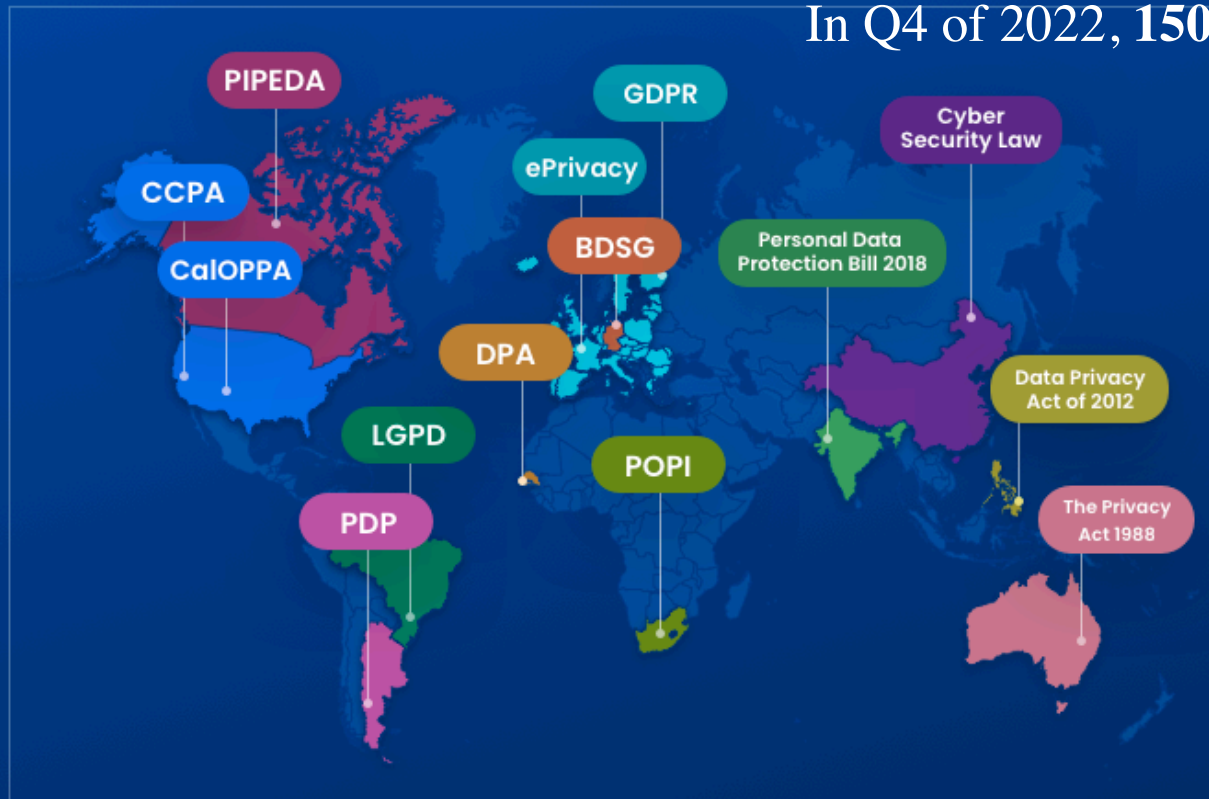 In Q4 of 2022, 150
PIPEDA
GDPR
Cyber
Security Law
ePrivacy
CCPA
BDSG
Personal Data
Protection Bill 2018
CalOPPA
DPA
Data Privacy
Act of 2012
LGPD
POPI
PDP
The Privacy
Act 1988